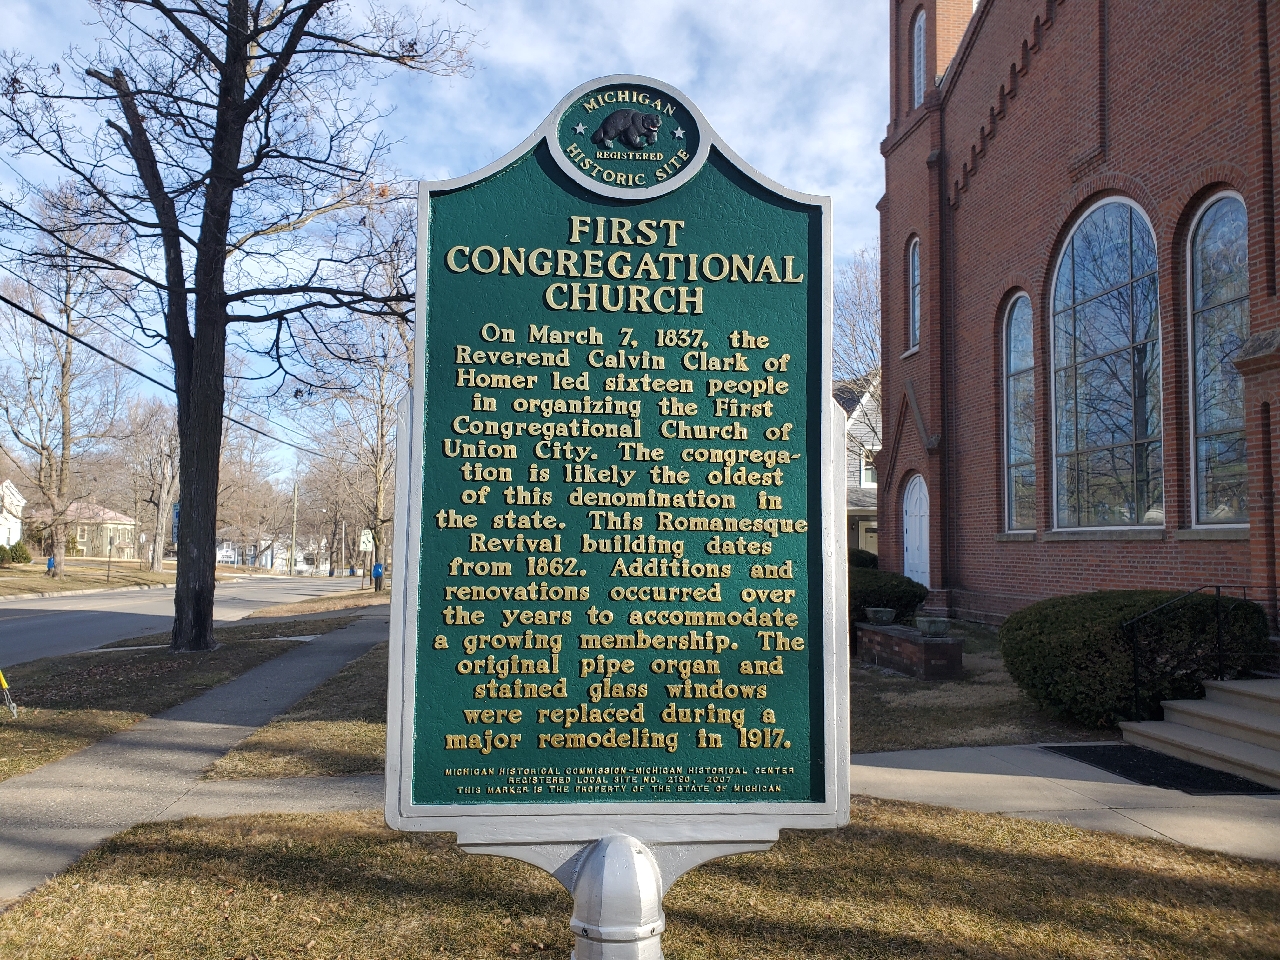 MICHIGAN
REGISTERED
HISTORIC SITE
FIRST
CONGREGATIONAL
CHURCH
On March 7, 1837, the
Reverend Calvin Clark of
Homer led sixteen people
in organizing the First
Congregational Church of
Union City. The congrega-
tion is likely the oldest
of this denomination in
the state. This Romanesque
Revival building dates
from 1862. Additions and
renovations occurred over
the years to accommodate
a growing membership. The
original pipe organ and
stained glass windows
were replaced during a
major remodeling in 1917.
MICHIGAN HISTORICAL COMMISSION-MICHIGAN HISTORICAL CENTER
REGISTERED LOCAL SITE NO. 2190, 2007
THIS MARKER IS THE PROPERTY OF THE STATE OF MICHIGAN